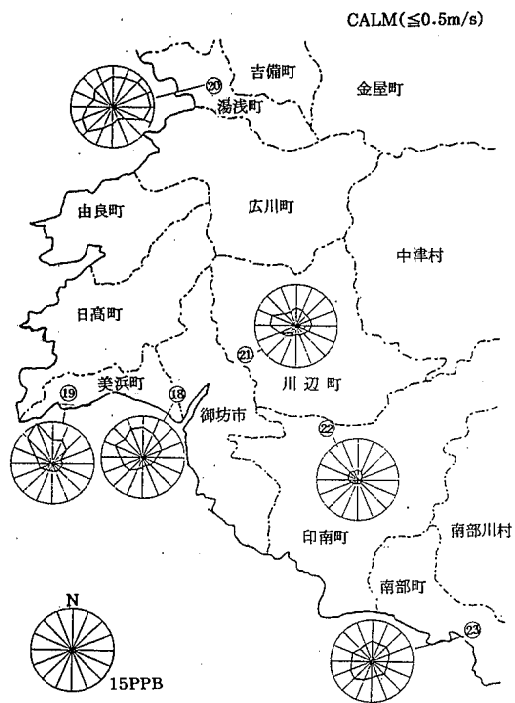 CALM(≦0.5m/s)
吉備町
金屋町
⑳
湯浅町
由良町
広川町
中津村
日高町
㉑
川辺町
美浜町
⑲
⑱
御坊市
㉒
印南町
南部川村
南部町
N
㉓
15PPB